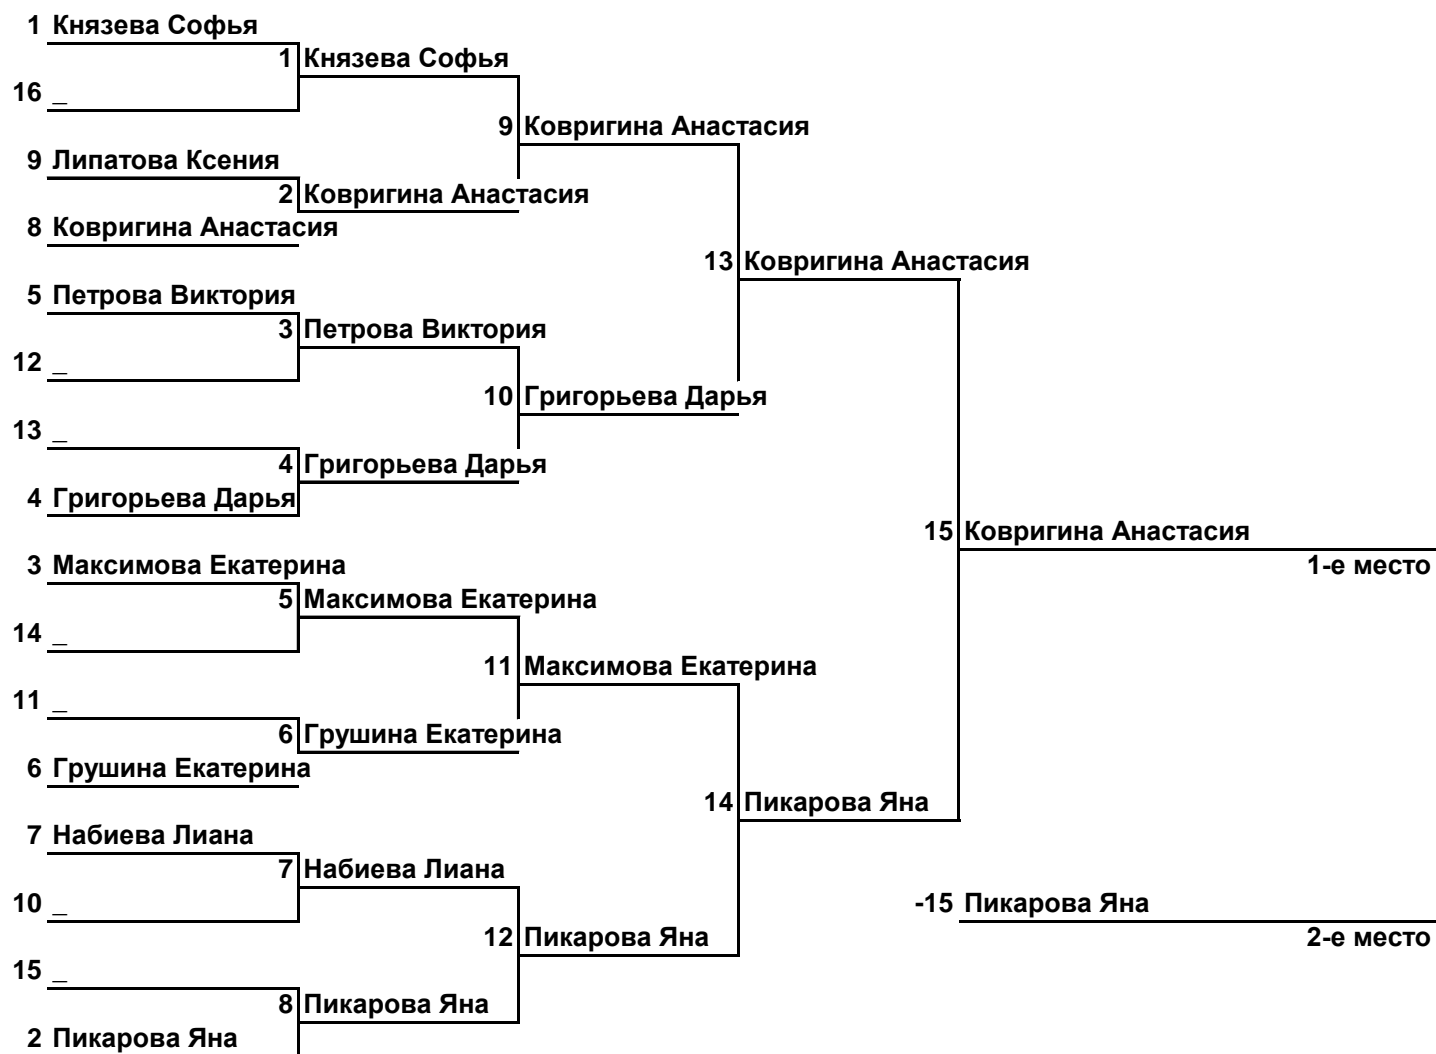 1 Князева Софья
1 Князева Софья
16 _
9 Ковригина Анастасия
9 Липатова Ксения
2 Ковригина Анастасия
8 Ковригина Анастасия
13 Ковригина Анастасия
5 Петрова Виктория
3 Петрова Виктория
12 _
10 Григорьева Дарья
13 _
4 Григорьева Дарья
4 Григорьева Дарья
15 Ковригина Анастасия
3 Максимова Екатерина
1-е место
5 Максимова Екатерина
14 _
11 Максимова Екатерина
11 _
6 Грушина Екатерина
6 Грушина Екатерина
14 Пикарова Яна
7 Набиева Лиана
7 Набиева Лиана
10 _
-15 Пикарова Яна
12 Пикарова Яна
2-е место
15 _
8 Пикарова Яна
2 Пикарова Яна